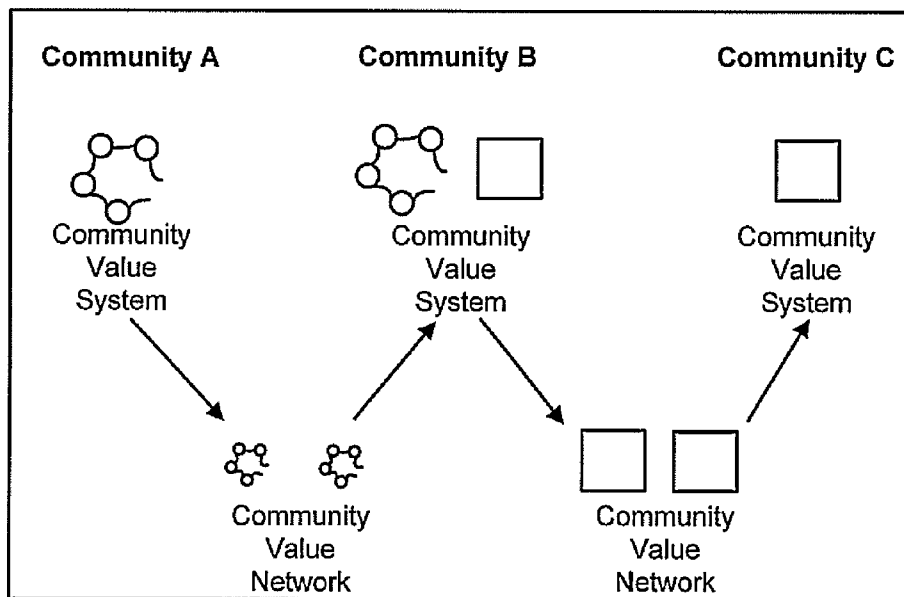 Community A
Community B
Community C
Community
Value
System
Community
Value
System
Community
Value
System
Community
Value
Network
Community
Value
Network